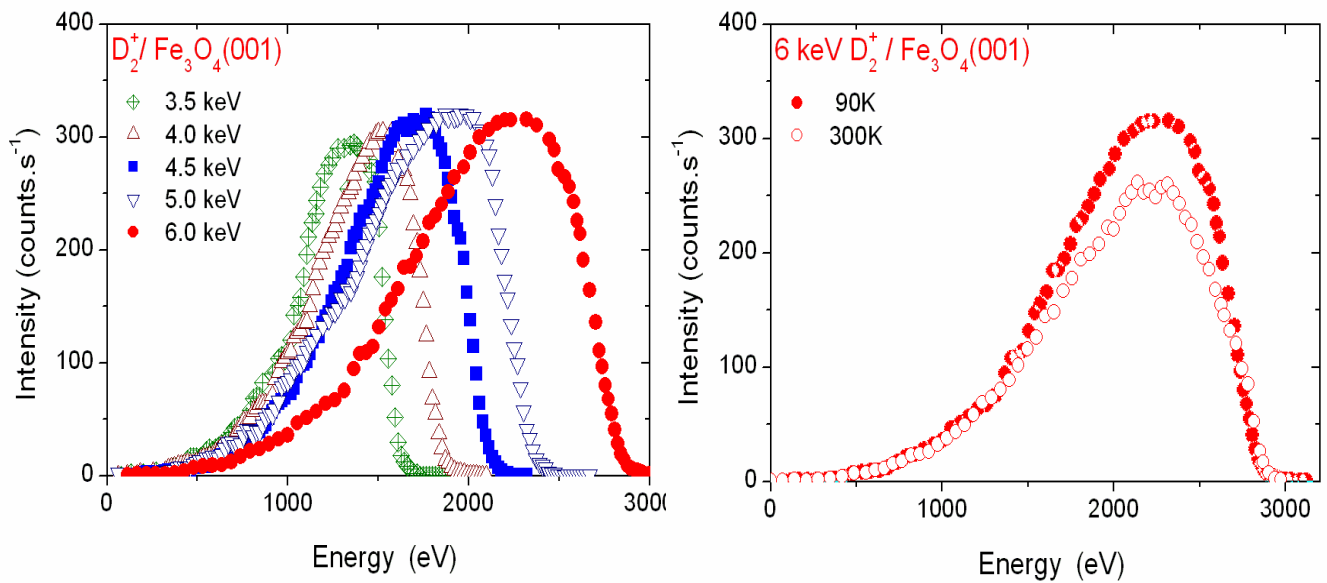 D₂⁺/ Fe₃O₄(001)
3.5 keV
4.0 keV
4.5 keV
5.0 keV
6.0 keV
400
300
200
100
0
Intensity (counts.s⁻¹)
0 1000 2000 3000
Energy (eV)
6 keV D₂⁺ / Fe₃O₄(001)
90K
300K
400
300
200
100
0
Intensity (counts.s⁻¹)
0 1000 2000 3000
Energy (eV)